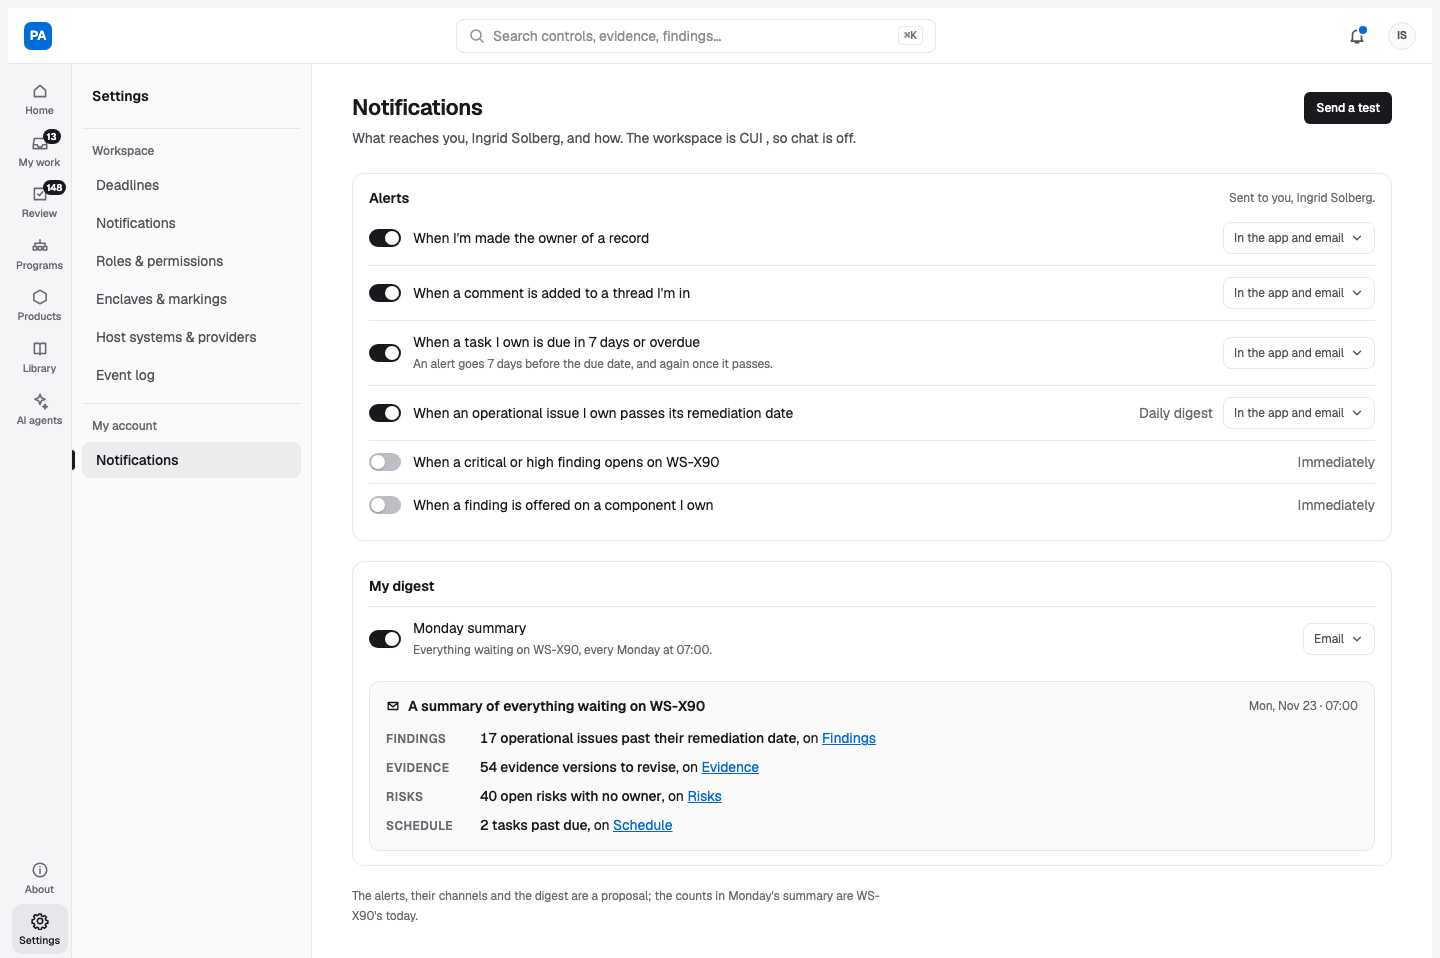 PA
Search controls, evidence, findings...
⌘K
IS
Home
13
My work
148
Review
Programs
Products
Library
AI agents
About
Settings
Settings
Workspace
Deadlines
Notifications
Roles & permissions
Enclaves & markings
Host systems & providers
Event log
My account
Notifications
Notifications
Send a test
What reaches you, Ingrid Solberg, and how. The workspace is CUI , so chat is off.
Alerts
Sent to you, Ingrid Solberg.
When I'm made the owner of a record
In the app and email
When a comment is added to a thread I'm in
In the app and email
When a task I own is due in 7 days or overdue
An alert goes 7 days before the due date, and again once it passes.
In the app and email
When an operational issue I own passes its remediation date
Daily digest
In the app and email
When a critical or high finding opens on WS-X90
Immediately
When a finding is offered on a component I own
Immediately
My digest
Monday summary
Everything waiting on WS-X90, every Monday at 07:00.
Email
A summary of everything waiting on WS-X90
Mon, Nov 23 · 07:00
FINDINGS 17 operational issues past their remediation date, on Findings
EVIDENCE 54 evidence versions to revise, on Evidence
RISKS 40 open risks with no owner, on Risks
SCHEDULE 2 tasks past due, on Schedule
The alerts, their channels and the digest are a proposal; the counts in Monday's summary are WS-
X90's today.